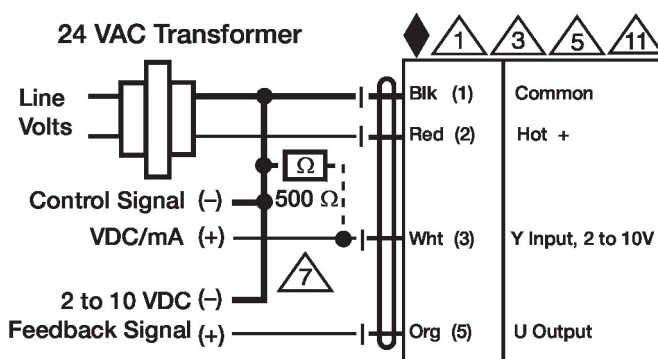 24 VAC Transformer
1 3 5 11
Line
Volts
Blk (1) Common
Red (2) Hot +
Ω
500 Ω
Control Signal (–)
VDC/mA (+)
Wht (3) Y Input, 2 to 10V
7
2 to 10 VDC (–)
Feedback Signal (+)
Org (5) U Output